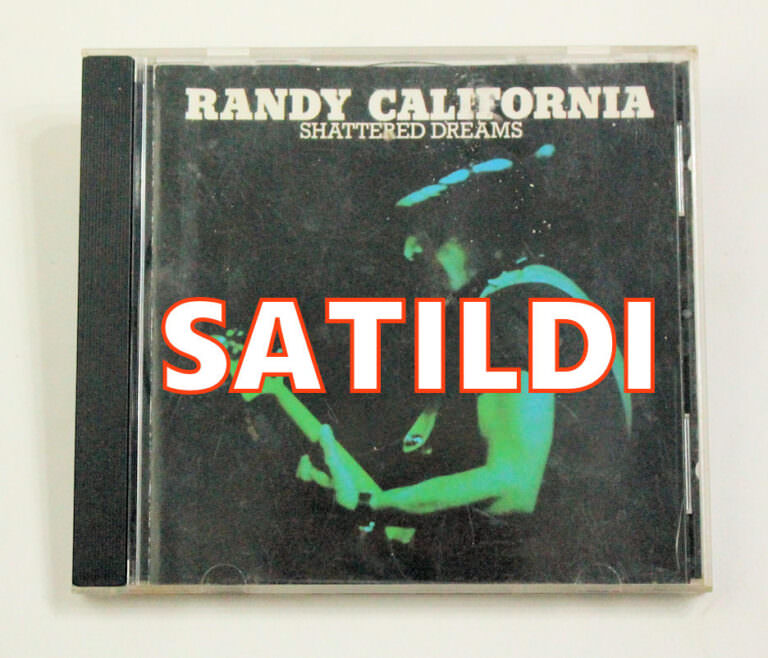 RANDY CALIFORNIA
SHATTERED DREAMS
SATILDI